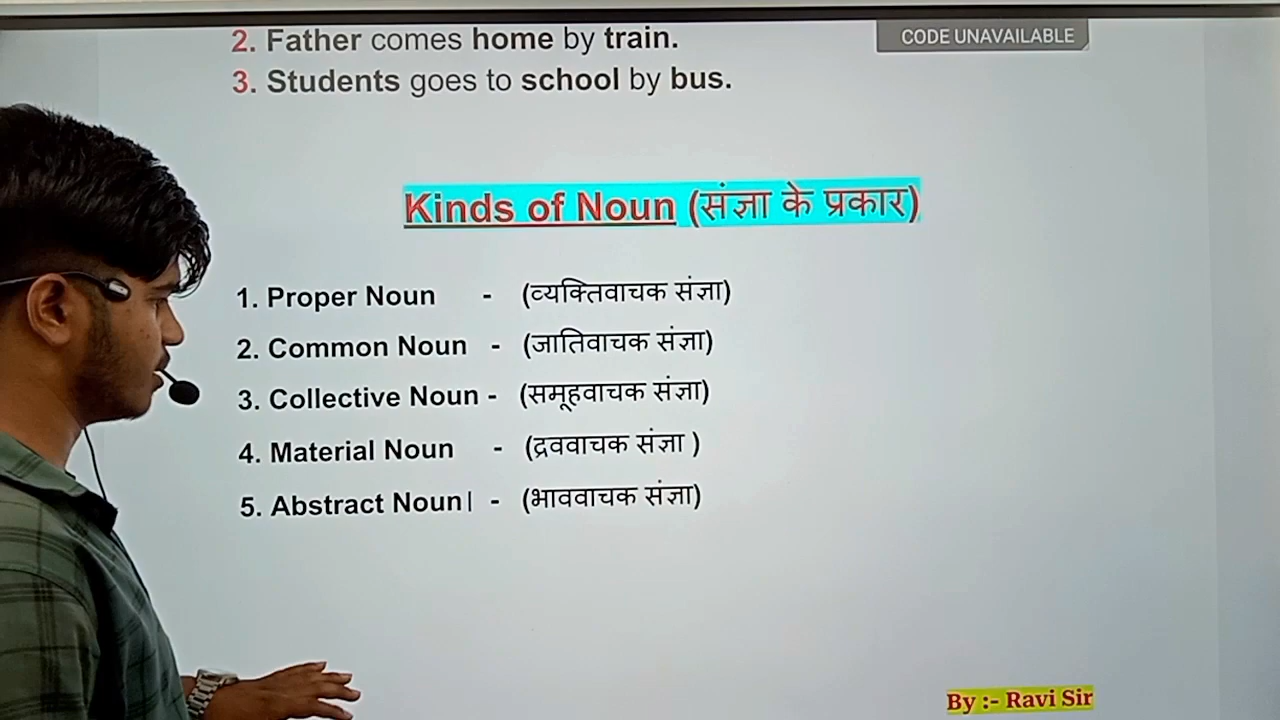 2. Father comes home by train.
CODE UNAVAILABLE
3. Students goes to school by bus.
Kinds of Noun (संज्ञा के प्रकार)
1. Proper Noun - (व्यक्तिवाचक संज्ञा)
2. Common Noun - (जातिवाचक संज्ञा)
3. Collective Noun - (समूहवाचक संज्ञा)
4. Material Noun - (द्रववाचक संज्ञा )
5. Abstract Noun - (भाववाचक संज्ञा)
By :- Ravi Sir